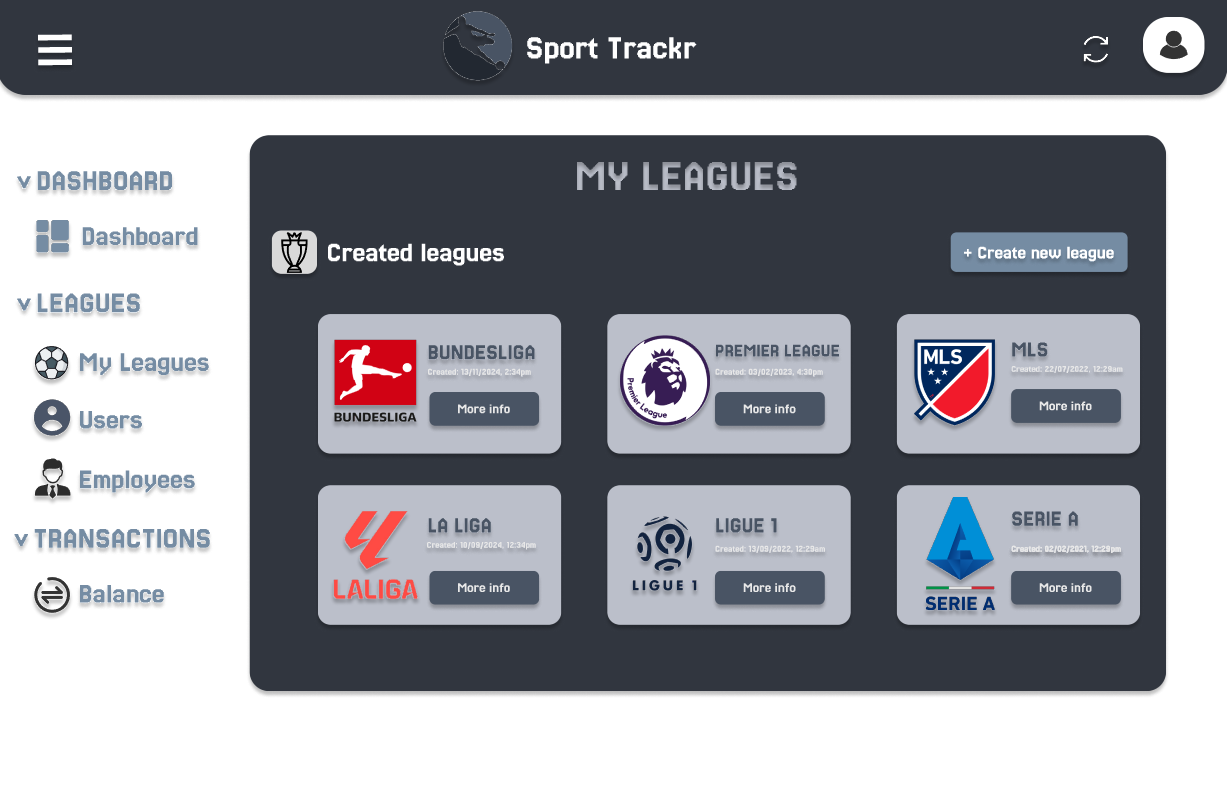 Sport Trackr
v DASHBOARD
Dashboard
v LEAGUES
My Leagues
Users
Employees
v TRANSACTIONS
Balance
MY LEAGUES
Created leagues
+ Create new league
BUNDESLIGA
BUNDESLIGA
Created: 13/11/2024, 2:34pm
More info
Premier League
PREMIER LEAGUE
Created: 03/02/2023, 4:30pm
More info
MLS
MLS
Created: 22/07/2022, 12:29am
More info
LALIGA
LA LIGA
Created: 10/09/2024, 12:34pm
More info
LIGUE 1
LIGUE 1
Created: 13/09/2022, 12:29am
More info
SERIE A
SERIE A
Created: 02/02/2021, 12:29pm
More info